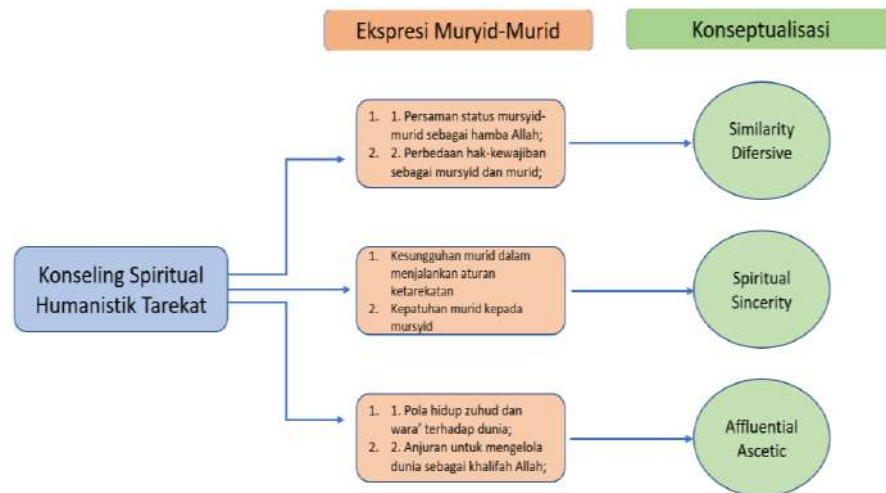 Ekspresi Muryid-Murid
Konseptualisasi
1. 1. Persaman status mursyid-
murid sebagai hamba Allah;
2. 2. Perbedaan hak-kewajiban
sebagai mursyid dan murid;
Similarity
Difersive
Konseling Spiritual
Humanistik Tarekat
1. Kesungguhan murid dalam
menjalankan aturan
ketarekatan
2. Kepatuhan murid kepada
mursyid
Spiritual
Sincerity
1. 1. Pola hidup zuhud dan
wara' terhadap dunia;
2. 2. Anjuran untuk mengelola
dunia sebagai khalifah Allah;
Affluential
Ascetic